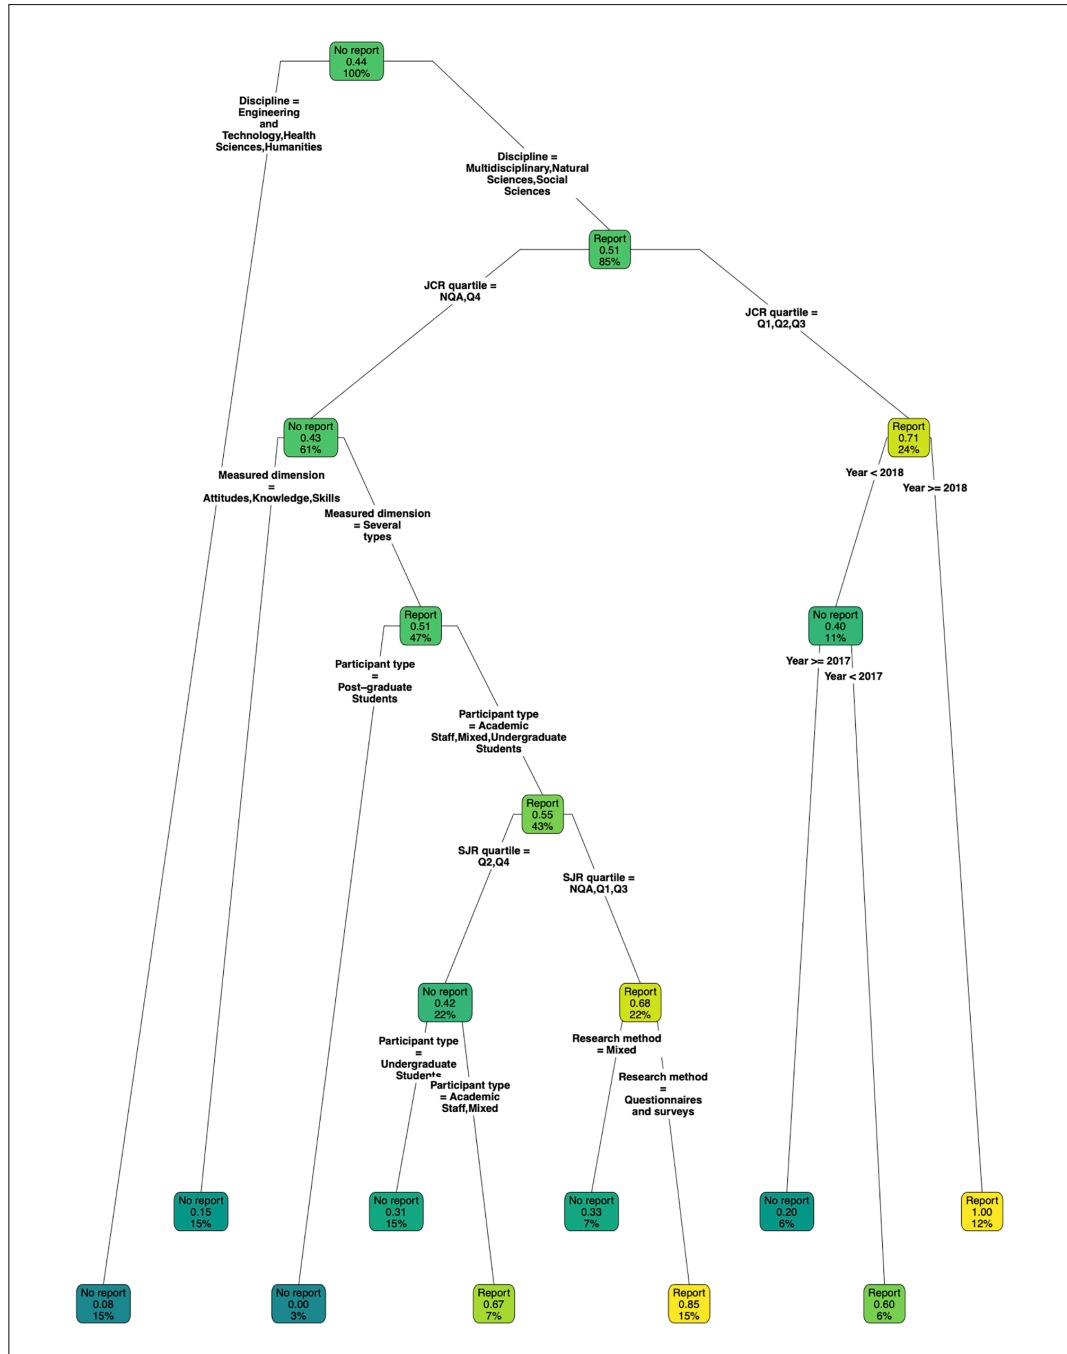 No report
0.44
100%
Discipline =
Engineering
and
Technology,Health
Sciences,Humanities
Discipline =
Multidisciplinary,Natural
Sciences,Social
Sciences
Report
0.51
85%
JCR quartile =
NQA,Q4
JCR quartile =
Q1,Q2,Q3
No report
0.43
61%
Report
0.71
24%
Measured dimension
=
Attitudes,Knowledge,Skills
Measured dimension
= Several
types
Year < 2018
Year >= 2018
Report
0.51
47%
No report
0.40
11%
Participant type
=
Post–graduate
Students
Participant type
= Academic
Staff,Mixed,Undergraduate
Students
Year >= 2017
Year < 2017
Report
0.55
43%
SJR quartile =
Q2,Q4
SJR quartile =
NQA,Q1,Q3
No report
0.42
22%
Report
0.68
22%
Participant type
=
Undergraduate
Students
Participant type
= Academic
Staff,Mixed
Research method
= Mixed
Research method
=
Questionnaires
and surveys
No report
0.15
15%
No report
0.31
15%
No report
0.33
7%
No report
0.20
6%
Report
1.00
12%
No report
0.08
15%
No report
0.00
3%
Report
0.67
7%
Report
0.85
15%
Report
0.60
6%